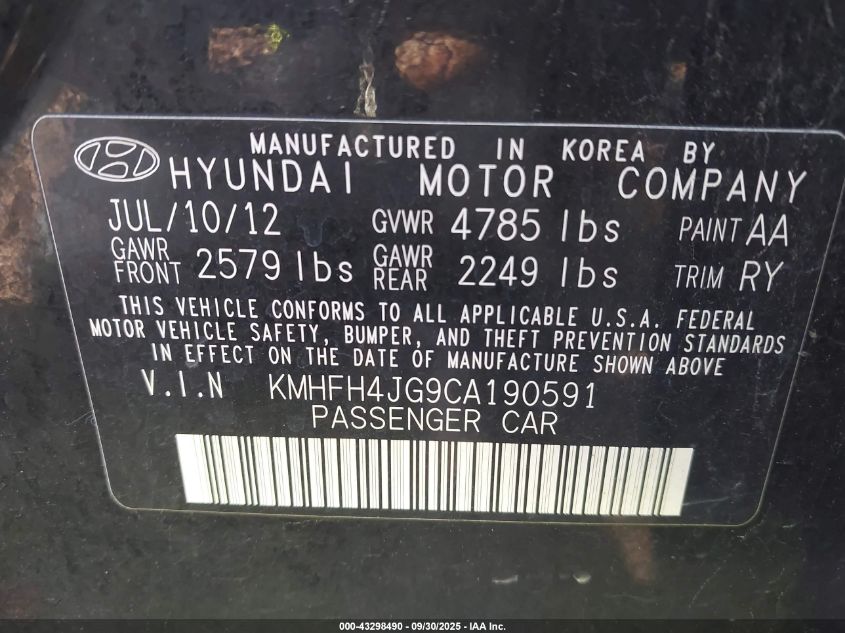 MANUFACTURED IN KOREA BY
HYUNDAI MOTOR COMPANY
JUL/10/12 GVWR 4785 lbs PAINT AA
GAWR FRONT 2579 lbs GAWR REAR 2249 lbs TRIM RY
THIS VEHICLE CONFORMS TO ALL APPLICABLE U.S.A. FEDERAL
MOTOR VEHICLE SAFETY, BUMPER, AND THEFT PREVENTION STANDARDS
IN EFFECT ON THE DATE OF MANUFACTURE SHOWN ABOVE
V.I.N KMHFH4JG9CA190591
PASSENGER CAR
000-43298490 - 09/30/2025 - IAA Inc.